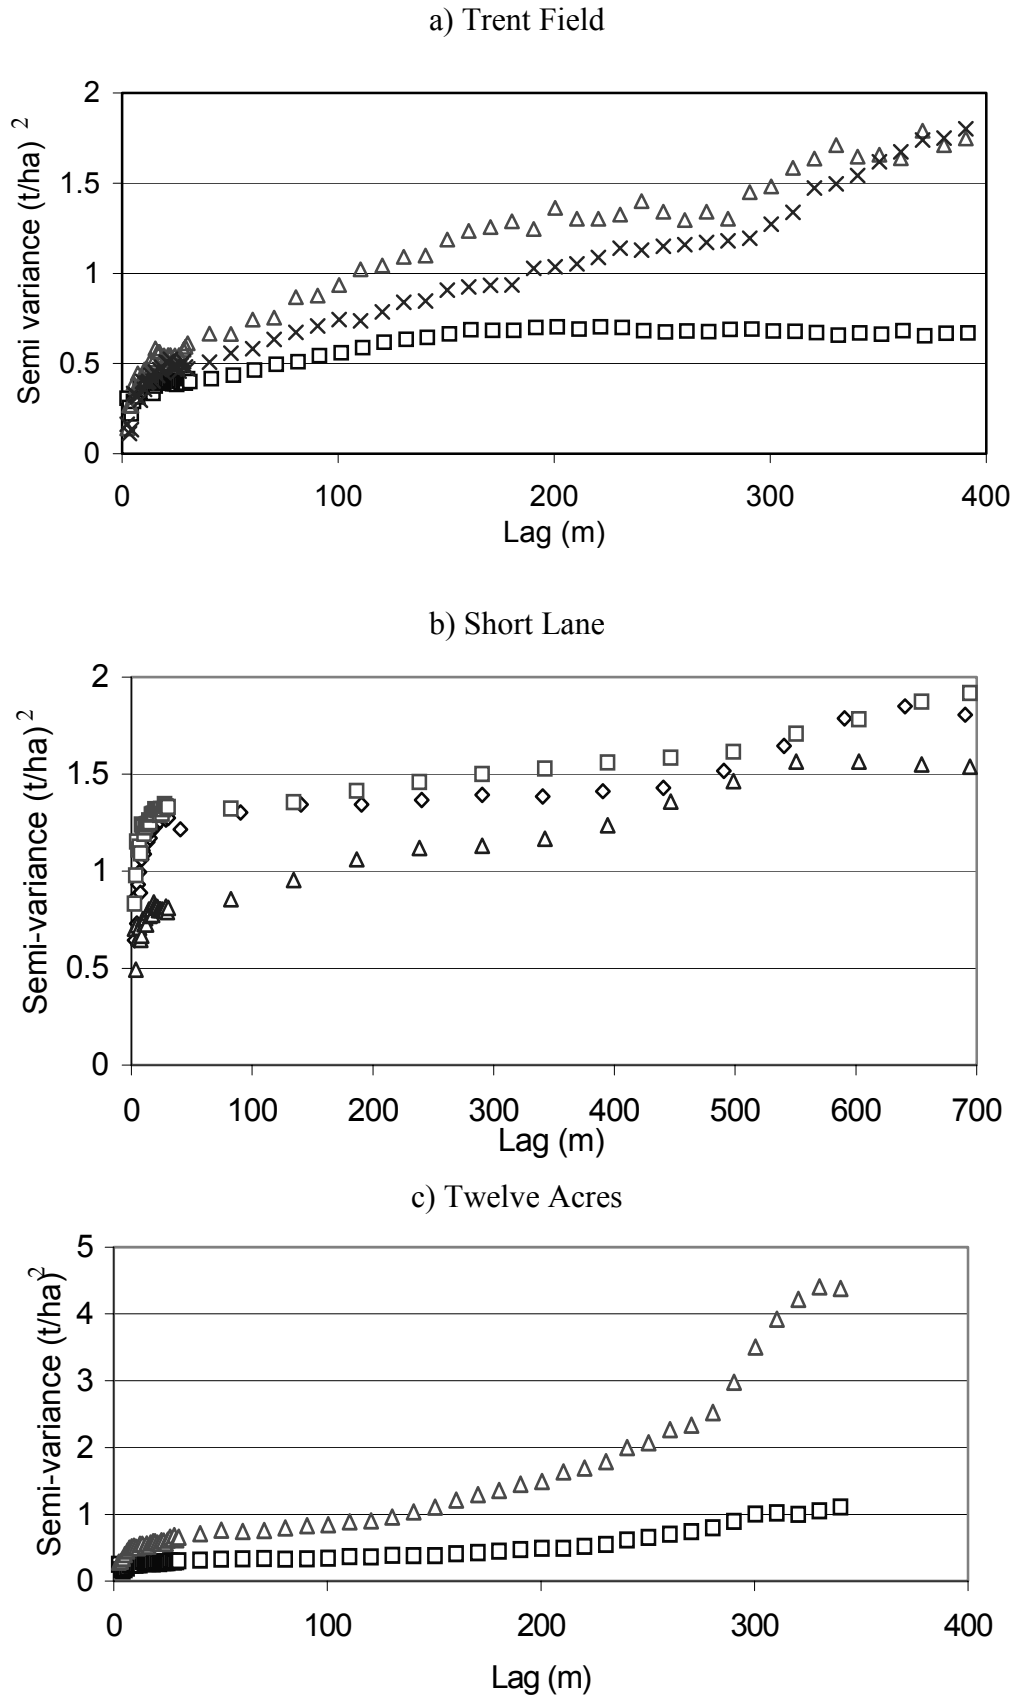 a) Trent Field
2
1.5
1
0.5
0
Semi variance (t/ha) 2
0 100 200 300 400
Lag (m)
b) Short Lane
2
1.5
1
0.5
0
Semi-variance (t/ha) 2
0 100 200 300 400 500 600 700
Lag (m)
c) Twelve Acres
5
4
3
2
1
0
Semi-variance (t/ha) 2
0 100 200 300 400
Lag (m)